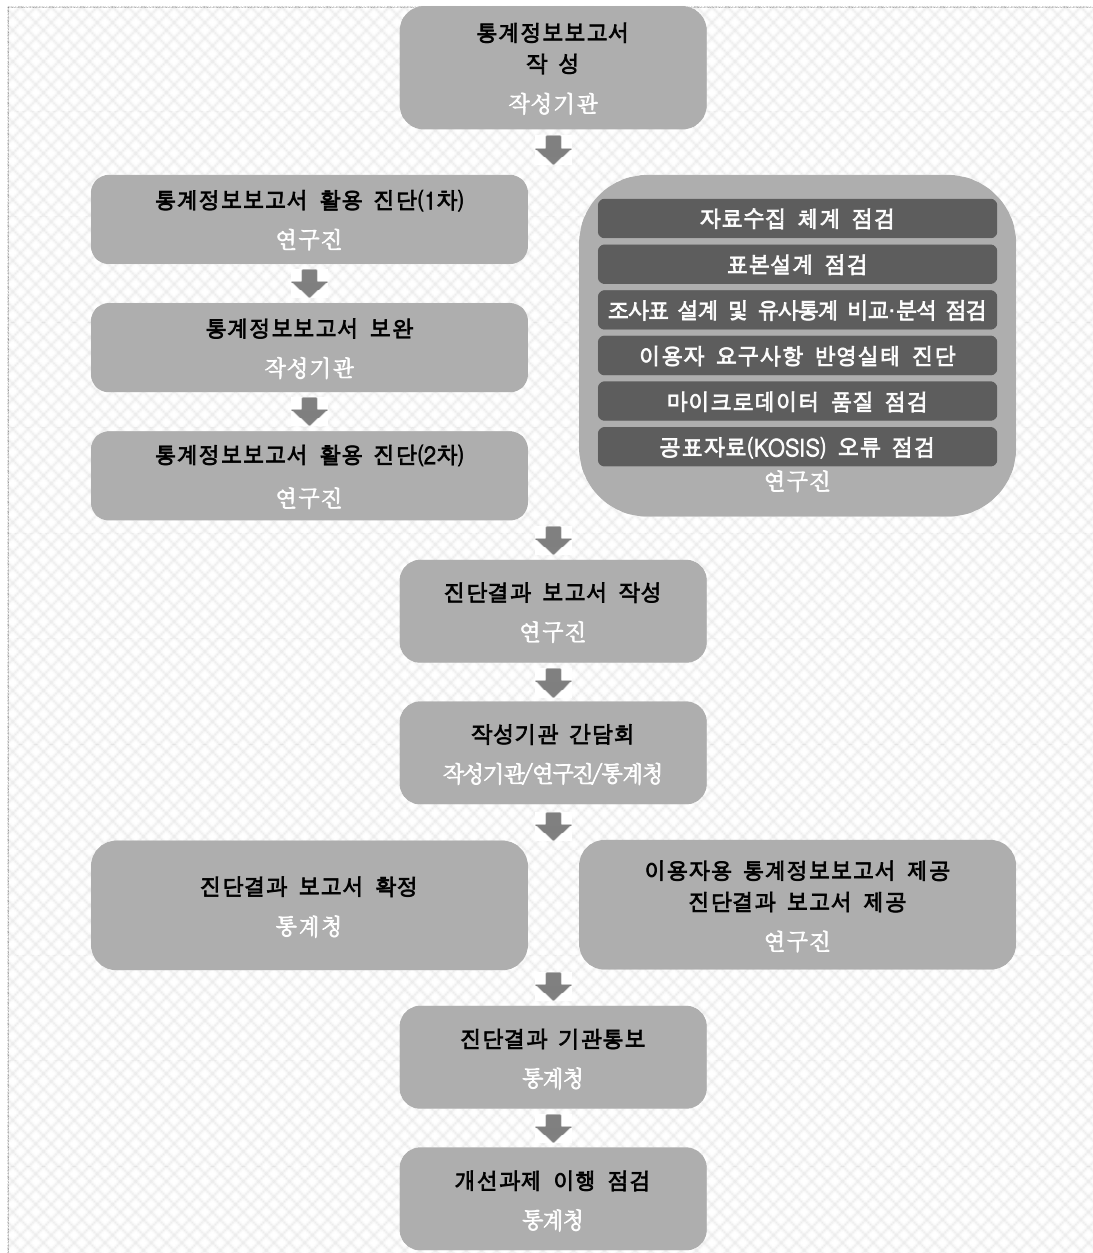 통계정보보고서
작 성
작성기관
통계정보보고서 활용 진단(1차)
연구진
통계정보보고서 보완
작성기관
통계정보보고서 활용 진단(2차)
연구진
자료수집 체계 점검
표본설계 점검
조사표 설계 및 유사통계 비교·분석 점검
이용자 요구사항 반영실태 진단
마이크로데이터 품질 점검
공표자료(KOSIS) 오류 점검
연구진
진단결과 보고서 작성
연구진
작성기관 간담회
작성기관/연구진/통계청
진단결과 보고서 확정
통계청
이용자용 통계정보보고서 제공
진단결과 보고서 제공
연구진
진단결과 기관통보
통계청
개선과제 이행 점검
통계청